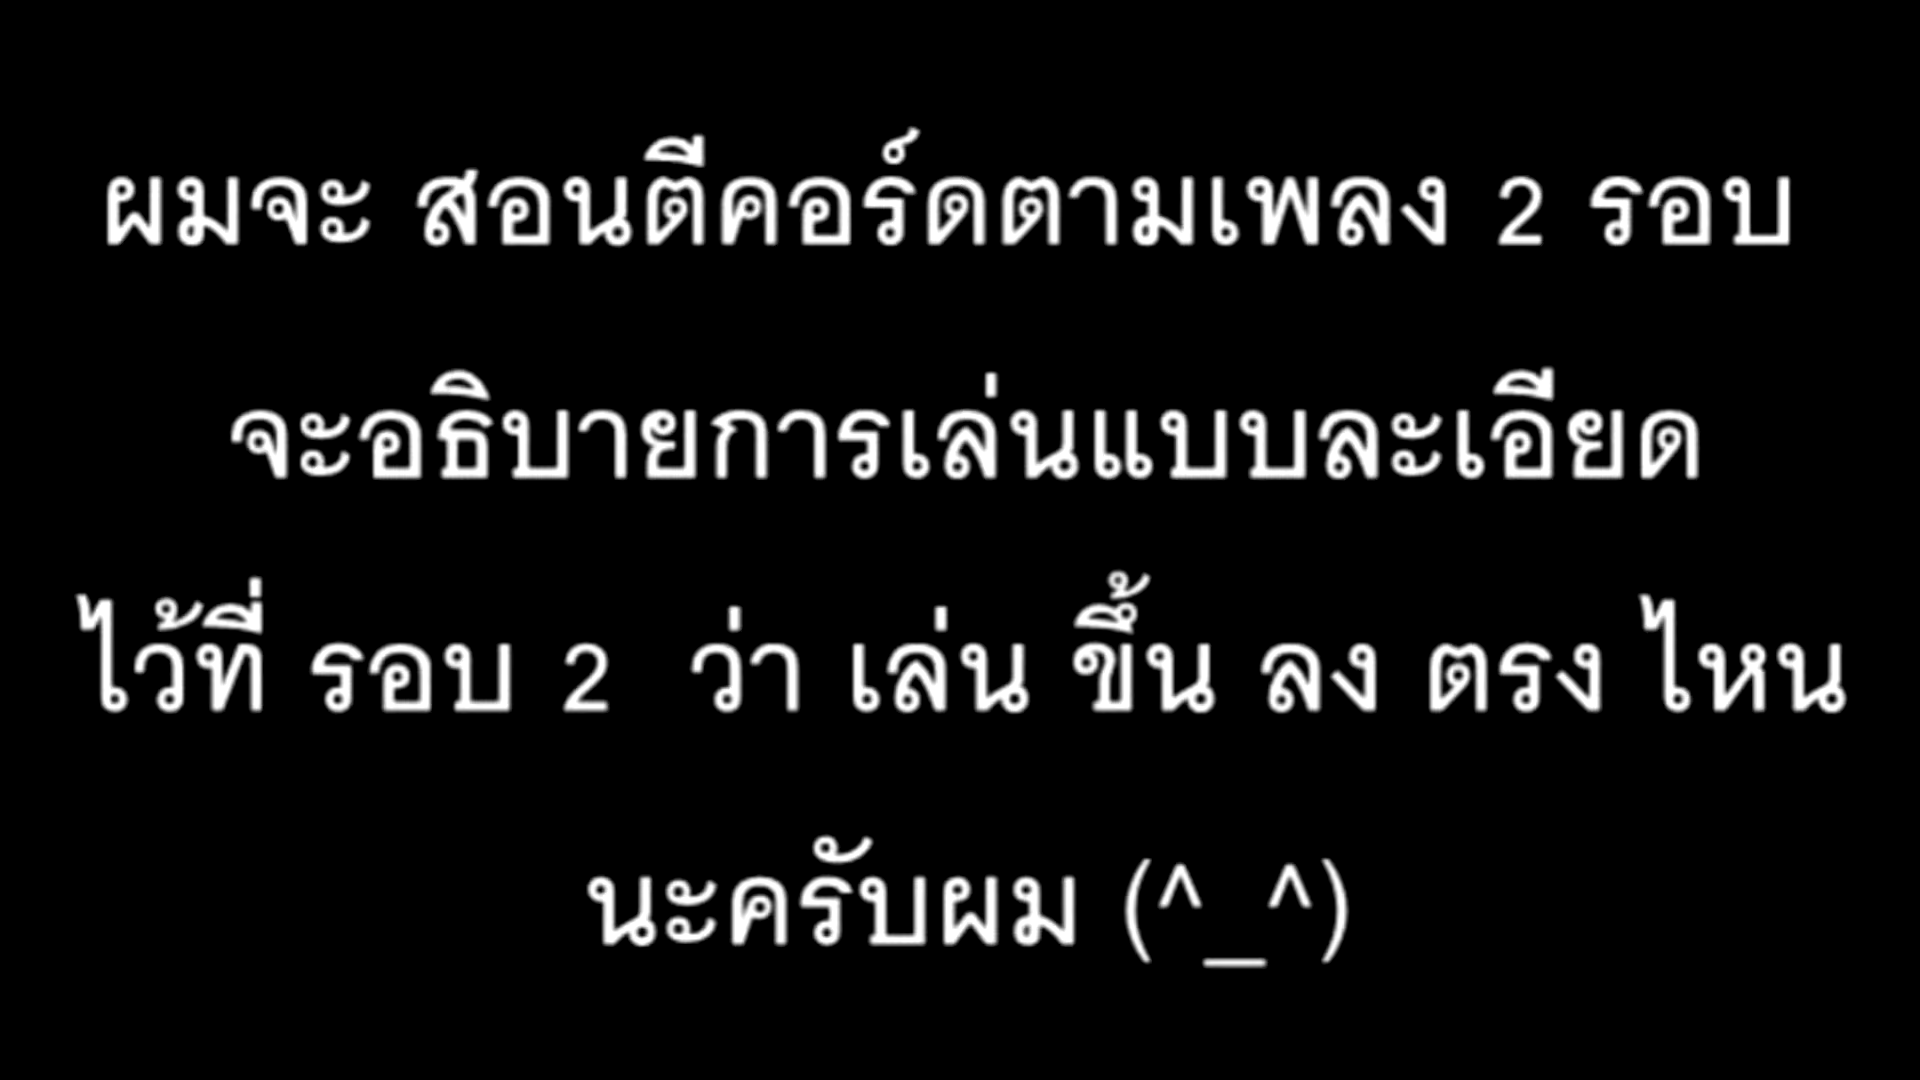 ผมจะ สอนตีคอร์ดตามเพลง 2 รอบ
จะอธิบายการเล่นแบบละเอียด
ไว้ที่ รอบ 2 ว่า เล่น ขึ้น ลง ตรง ไหน
นะครับผม (^_^)